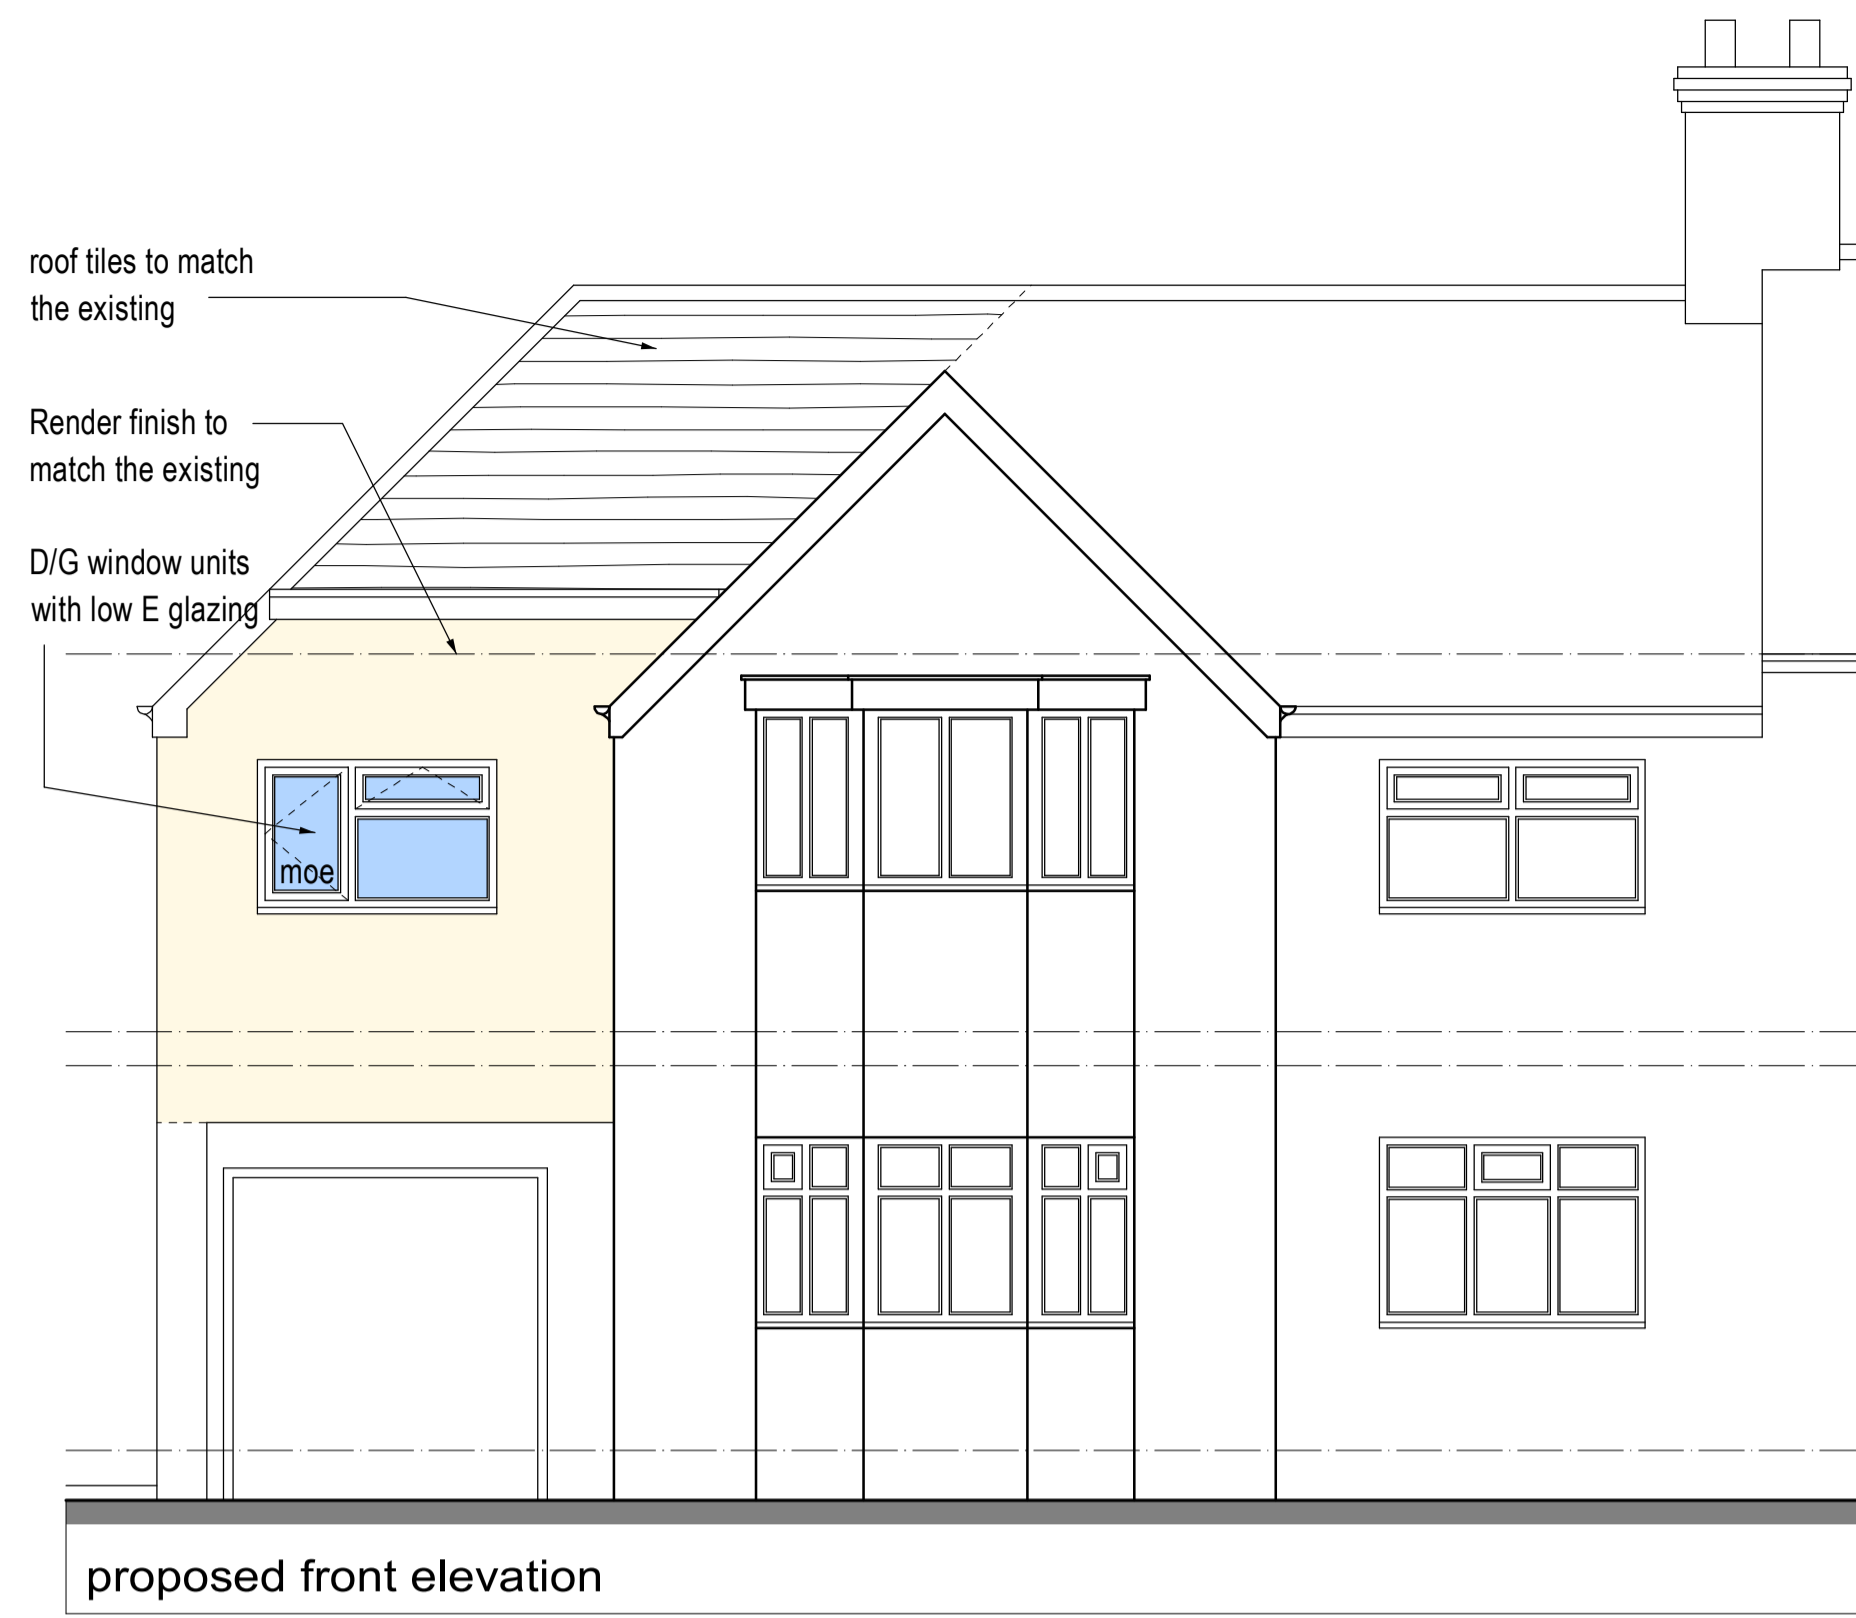 roof tiles to match
the existing
Render finish to
match the existing
D/G window units
with low E glazing
moe
proposed front elevation